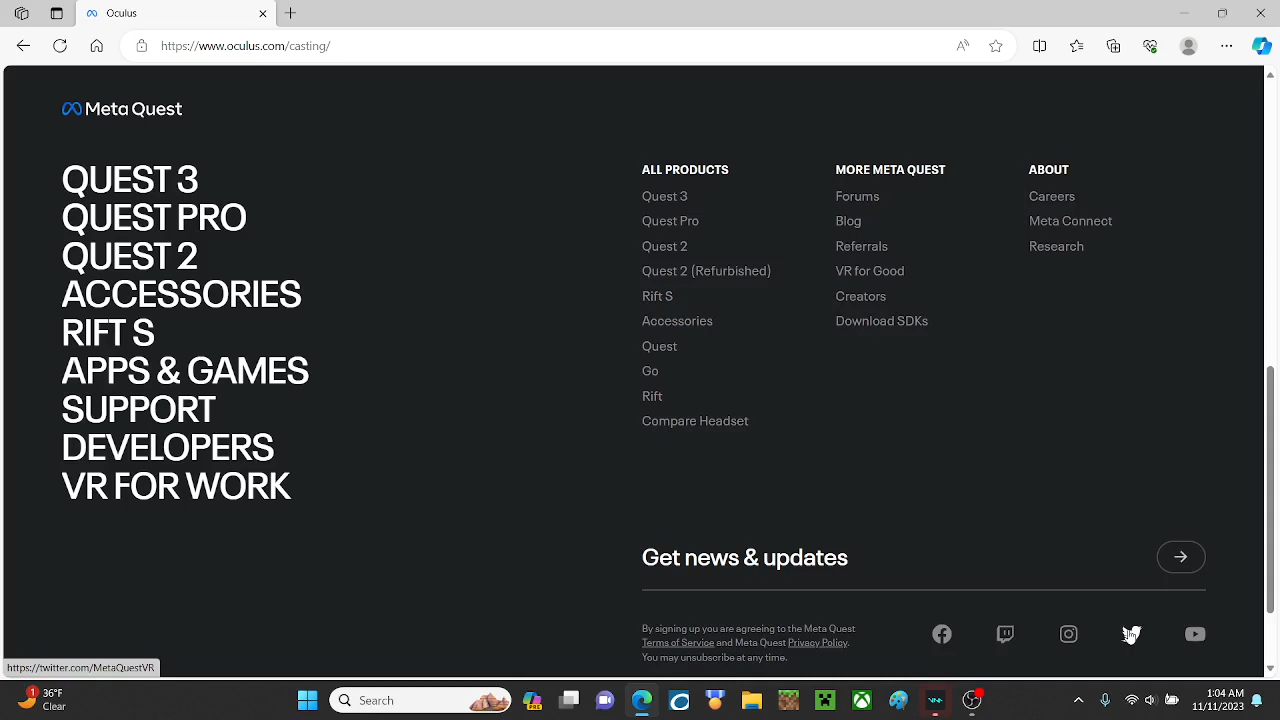 Oculus
https://www.oculus.com/casting/
Meta Quest
QUEST 3
QUEST PRO
QUEST 2
ACCESSORIES
RIFT S
APPS & GAMES
SUPPORT
DEVELOPERS
VR FOR WORK
ALL PRODUCTS
Quest 3
Quest Pro
Quest 2
Quest 2 (Refurbished)
Rift S
Accessories
Quest
Go
Rift
Compare Headset
MORE META QUEST
Forums
Blog
Referrals
VR for Good
Creators
Download SDKs
ABOUT
Careers
Meta Connect
Research
Get news & updates
By signing up you are agreeing to the Meta Quest
Terms of Service and Meta Quest Privacy Policy.
You may unsubscribe at any time.
https://twitter.com/MetaQuestVR
1
36°F
Clear
Search
PRE
1:04 AM
11/11/2023